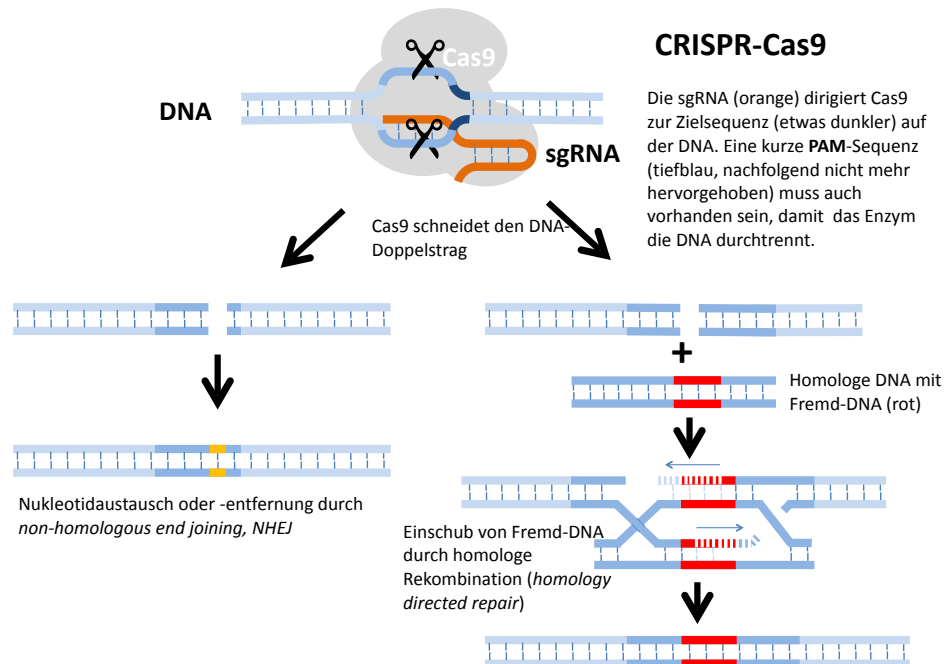 Cas9
CRISPR-Cas9
DNA
sgRNA
Die sgRNA (orange) dirigiert Cas9
zur Zielsequenz (etwas dunkler) auf
der DNA. Eine kurze PAM-Sequenz
(tiefblau, nachfolgend nicht mehr
hervorgehoben) muss auch
vorhanden sein, damit das Enzym
die DNA durchtrennt.
Cas9 schneidet den DNA-
Doppelstrag
+
Homologe DNA mit
Fremd-DNA (rot)
Nukleotidaustausch oder -entfernung durch
non-homologous end joining, NHEJ
Einschub von Fremd-DNA
durch homologe
Rekombination (homology
directed repair)